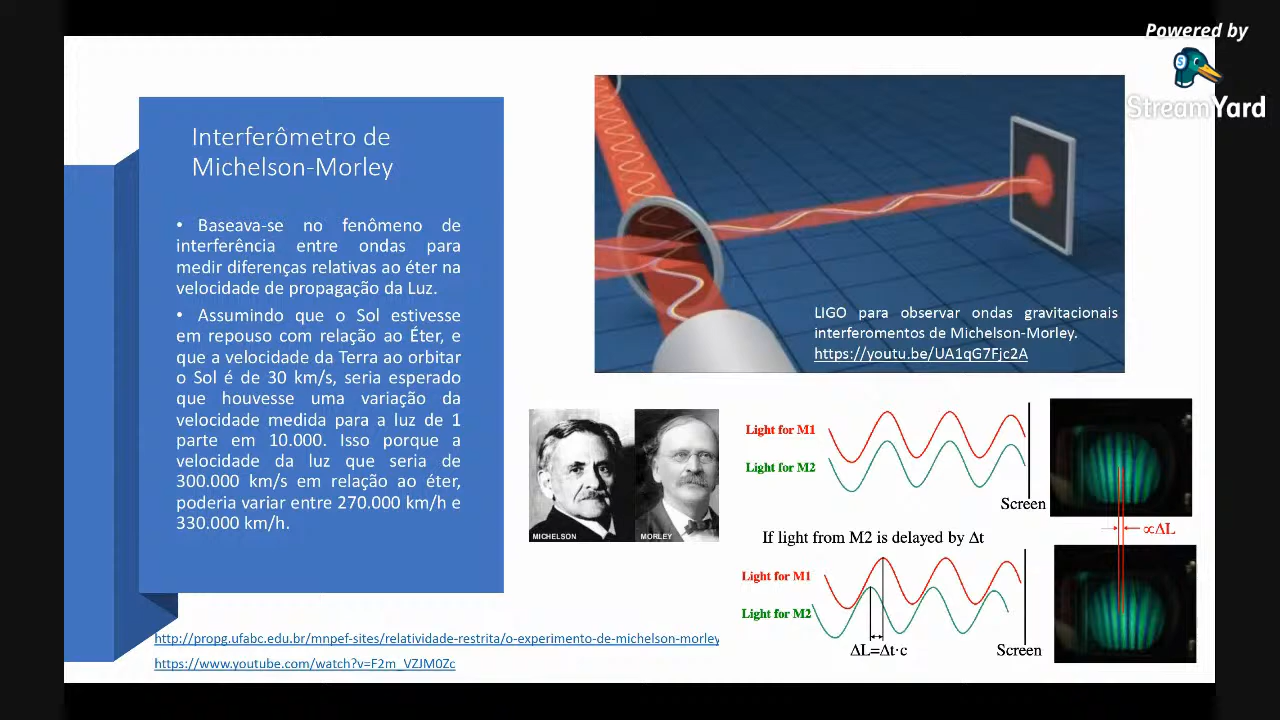 Powered by
StreamYard
Interferômetro de
Michelson-Morley
• Baseava-se no fenômeno de
interferência entre ondas para
medir diferenças relativas ao éter na
velocidade de propagação da Luz.
• Assumindo que o Sol estivesse
em repouso com relação ao Éter, e
que a velocidade da Terra ao orbitar
o Sol é de 30 km/s, seria esperado
que houvesse uma variação da
velocidade medida para a luz de 1
parte em 10.000. Isso porque a
velocidade da luz que seria de
300.000 km/s em relação ao éter,
poderia variar entre 270.000 km/h e
330.000 km/h.
LIGO para observar ondas gravitacionais
interferomentos de Michelson-Morley.
https://youtu.be/UA1qG7Fjc2A
MICHELSON
MORLEY
Light for M1
Light for M2
Screen
If light from M2 is delayed by Δt
Light for M1
Light for M2
ΔL=Δt·c
Screen
∝ΔL
http://propg.ufabc.edu.br/mnpef-sites/relatividade-restrita/o-experimento-de-michelson-morley
https://www.youtube.com/watch?v=F2m_VZJM0Zc